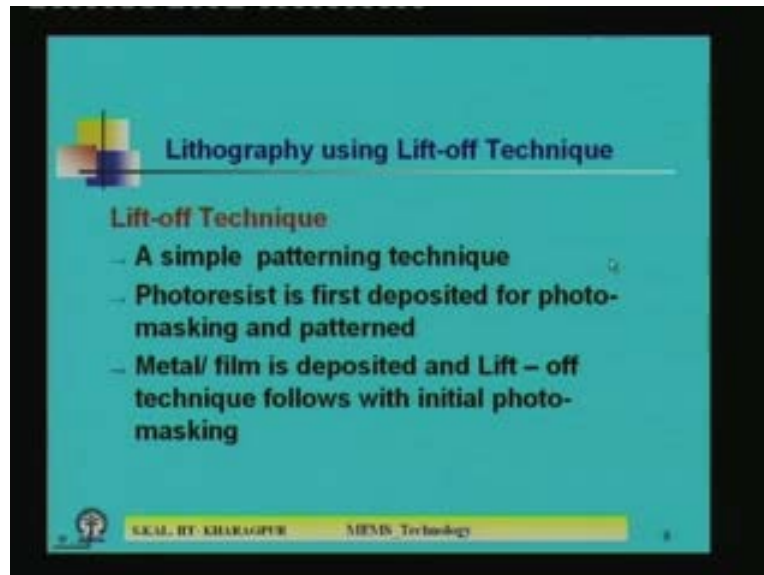 Lithography using Lift-off Technique
Lift-off Technique
→ A simple patterning technique
→ Photoresist is first deposited for photo-
masking and patterned
→ Metal/ film is deposited and Lift – off
technique follows with initial photo-
masking
S.KAL, IIT- KHARAGPUR MEMS Technology